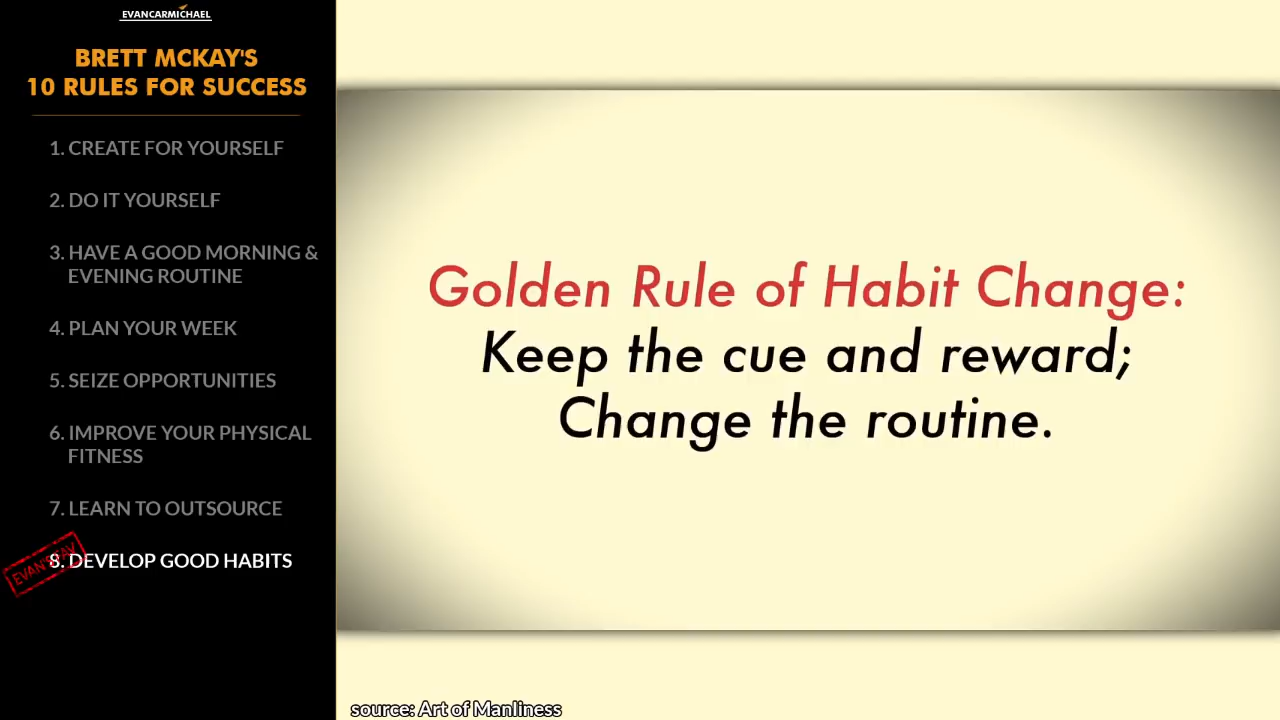 EVANCARMICHAEL
BRETT MCKAY'S
10 RULES FOR SUCCESS
1. CREATE FOR YOURSELF
2. DO IT YOURSELF
3. HAVE A GOOD MORNING &
EVENING ROUTINE
4. PLAN YOUR WEEK
5. SEIZE OPPORTUNITIES
6. IMPROVE YOUR PHYSICAL
FITNESS
7. LEARN TO OUTSOURCE
EVAN'S FAV
8. DEVELOP GOOD HABITS
Golden Rule of Habit Change:
Keep the cue and reward;
Change the routine.
source: Art of Manliness